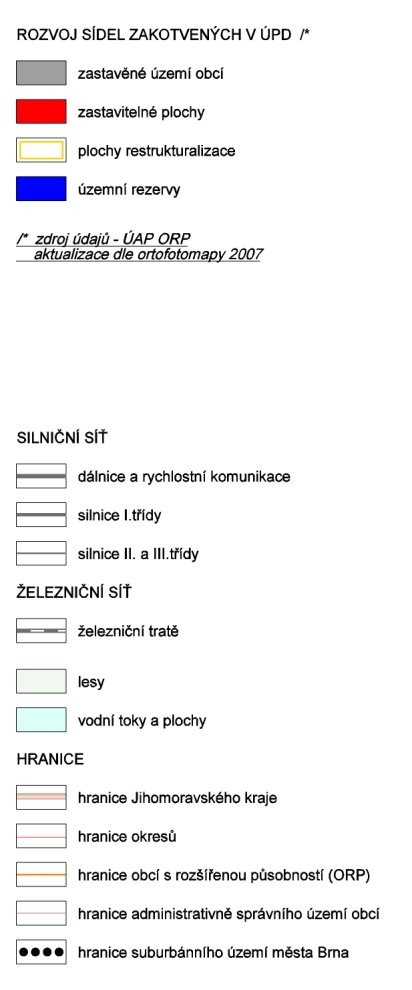 ROZVOJ SÍDEL ZAKOTVENÝCH V ÚPD /*
zastavěné území obcí
zastavitelné plochy
plochy restrukturalizace
územní rezervy
/* zdroj údajů - ÚAP ORP
aktualizace dle ortofotomapy 2007
SILNIČNÍ SÍŤ
dálnice a rychlostní komunikace
silnice I.třídy
silnice II. a III.třídy
ŽELEZNIČNÍ SÍŤ
železniční tratě
lesy
vodní toky a plochy
HRANICE
hranice Jihomoravského kraje
hranice okresů
hranice obcí s rozšířenou působností (ORP)
hranice administrativně správního území obcí
hranice suburbánního území města Brna